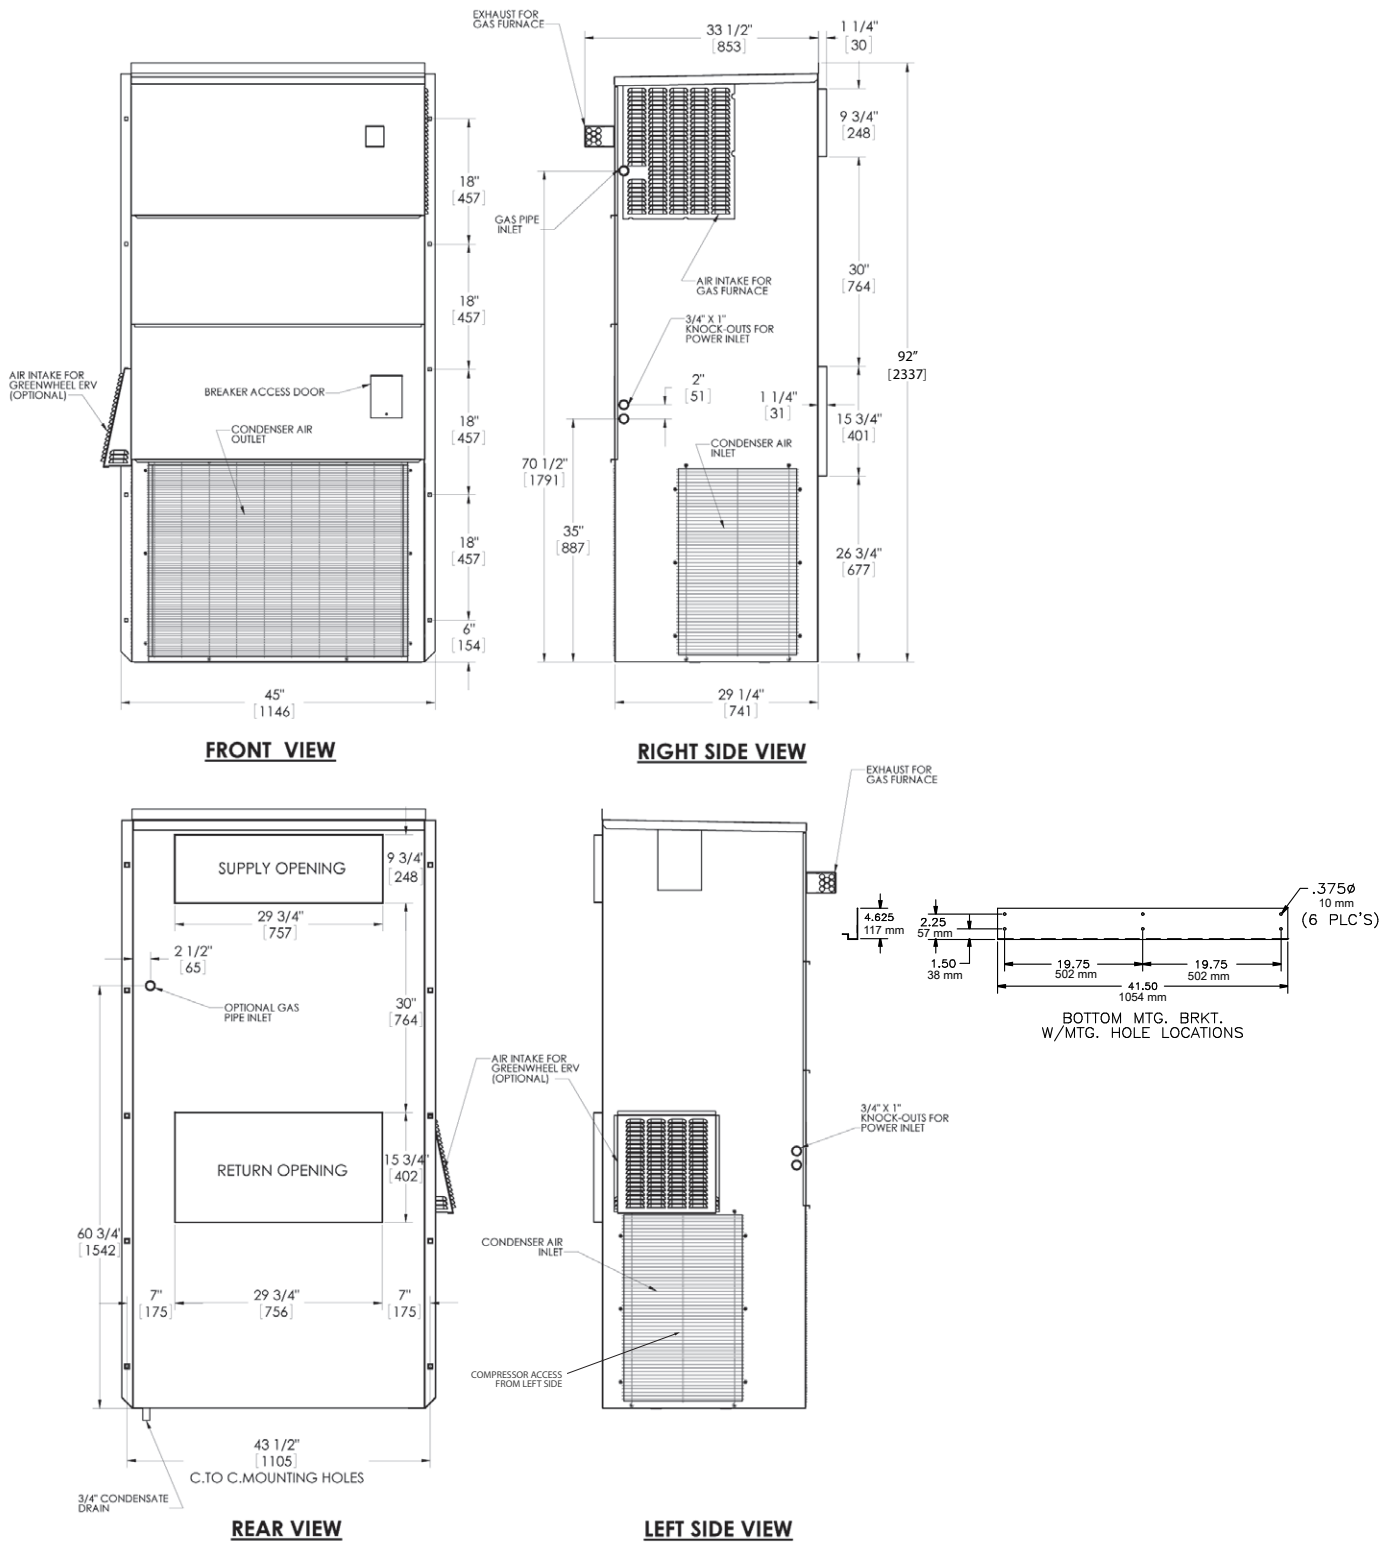 EXHAUST FOR
GAS FURNACE
33 1/2"
[853]
1 1/4"
[30]
9 3/4"
[248]
18"
[457]
GAS PIPE
INLET
AIR INTAKE FOR
GAS FURNACE
30"
[764]
18"
[457]
3/4" X 1"
KNOCK-OUTS FOR
POWER INLET
92"
[2337]
AIR INTAKE FOR
GREENWHEEL ERV
(OPTIONAL)
BREAKER ACCESS DOOR
2"
[51]
1 1/4"
[31]
15 3/4"
[401]
CONDENSER AIR
OUTLET
18"
[457]
CONDENSER AIR
INLET
70 1/2"
[1791]
35"
[887]
18"
[457]
26 3/4"
[677]
6"
[154]
45"
[1146]
29 1/4"
[741]
FRONT VIEW
RIGHT SIDE VIEW
EXHAUST FOR
GAS FURNACE
SUPPLY OPENING
9 3/4"
[248]
29 3/4"
[757]
2 1/2"
[65]
OPTIONAL GAS
PIPE INLET
30"
[764]
AIR INTAKE FOR
GREENWHEEL ERV
(OPTIONAL)
3/4" X 1"
KNOCK-OUTS FOR
POWER INLET
RETURN OPENING
15 3/4"
[402]
60 3/4"
[1542]
CONDENSER AIR
INLET
7"
[175]
29 3/4"
[756]
7"
[175]
COMPRESSOR ACCESS
FROM LEFT SIDE
43 1/2"
[1105]
C.TO C.MOUNTING HOLES
3/4" CONDENSATE
DRAIN
REAR VIEW
LEFT SIDE VIEW
4.625
117 mm
2.25
57 mm
1.50
38 mm
.375ø
10 mm
(6 PLC'S)
19.75
502 mm
19.75
502 mm
41.50
1054 mm
BOTTOM MTG. BRKT.
W/MTG. HOLE LOCATIONS